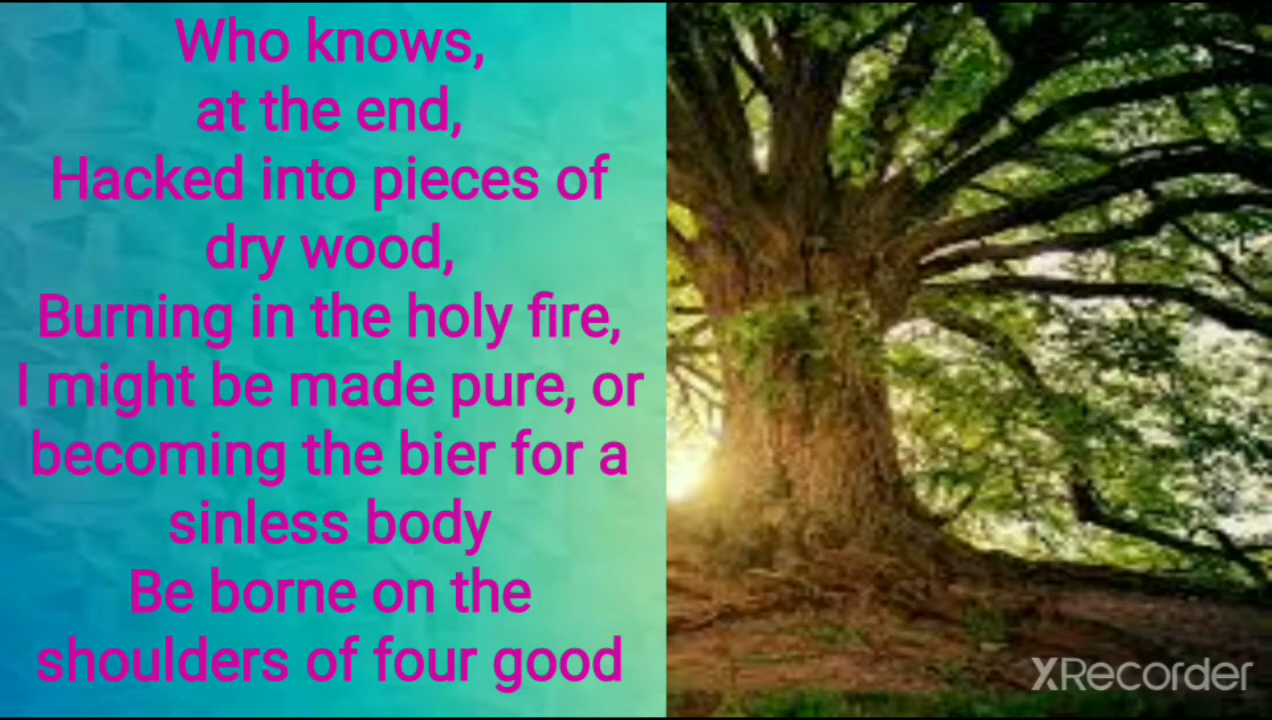 Who knows,
at the end,
Hacked into pieces of
dry wood,
Burning in the holy fire,
I might be made pure, or
becoming the bier for a
sinless body
Be borne on the
shoulders of four good
XRecorder